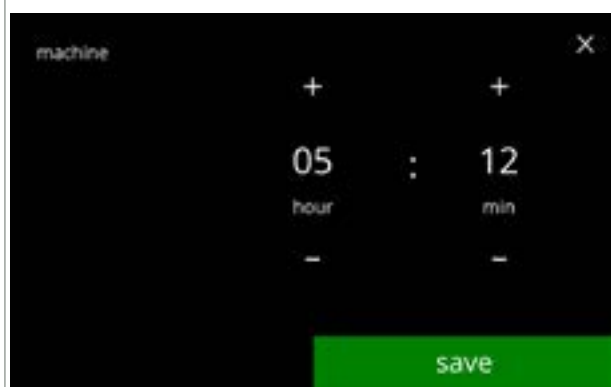 machine X
+ +
05 : 12
hour min
- -
save